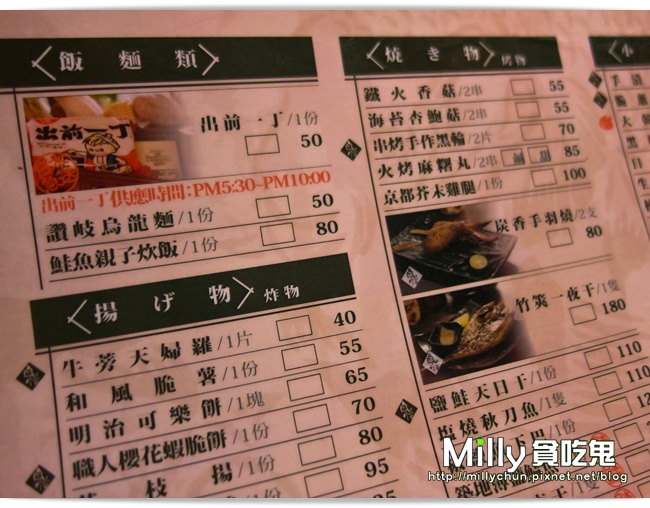 〈飯麵類〉
出前一丁
出前一丁/1份
50
出前一丁供應時間:PM5:30~PM10:00
讚岐烏龍麵/1份 50
鮭魚親子炊飯/1份 80
〈揚げ物〉炸物
牛蒡天婦羅/1片 40
和風脆薯/1份 55
明治可樂餅/1塊 65
職人櫻花蝦脆餅/1份 70
枝揚/1份 80
95
〈燒き物〉烤物
鐵火香菇/2串 55
海苔杏鮑菇/2串 55
串烤手作黑輪/2片 70
火烤麻糬丸/2串 鹹 甜 85
京都芥末雞腿/1份 100
炭香手羽燒/2支
80
竹筴一夜干/1隻
180
鹽鮭天日干/1份 110
塩燒秋刀魚/1隻 110
〈小
手漬
Milly 貪吃鬼
http://millychun.pixnet.net/blog